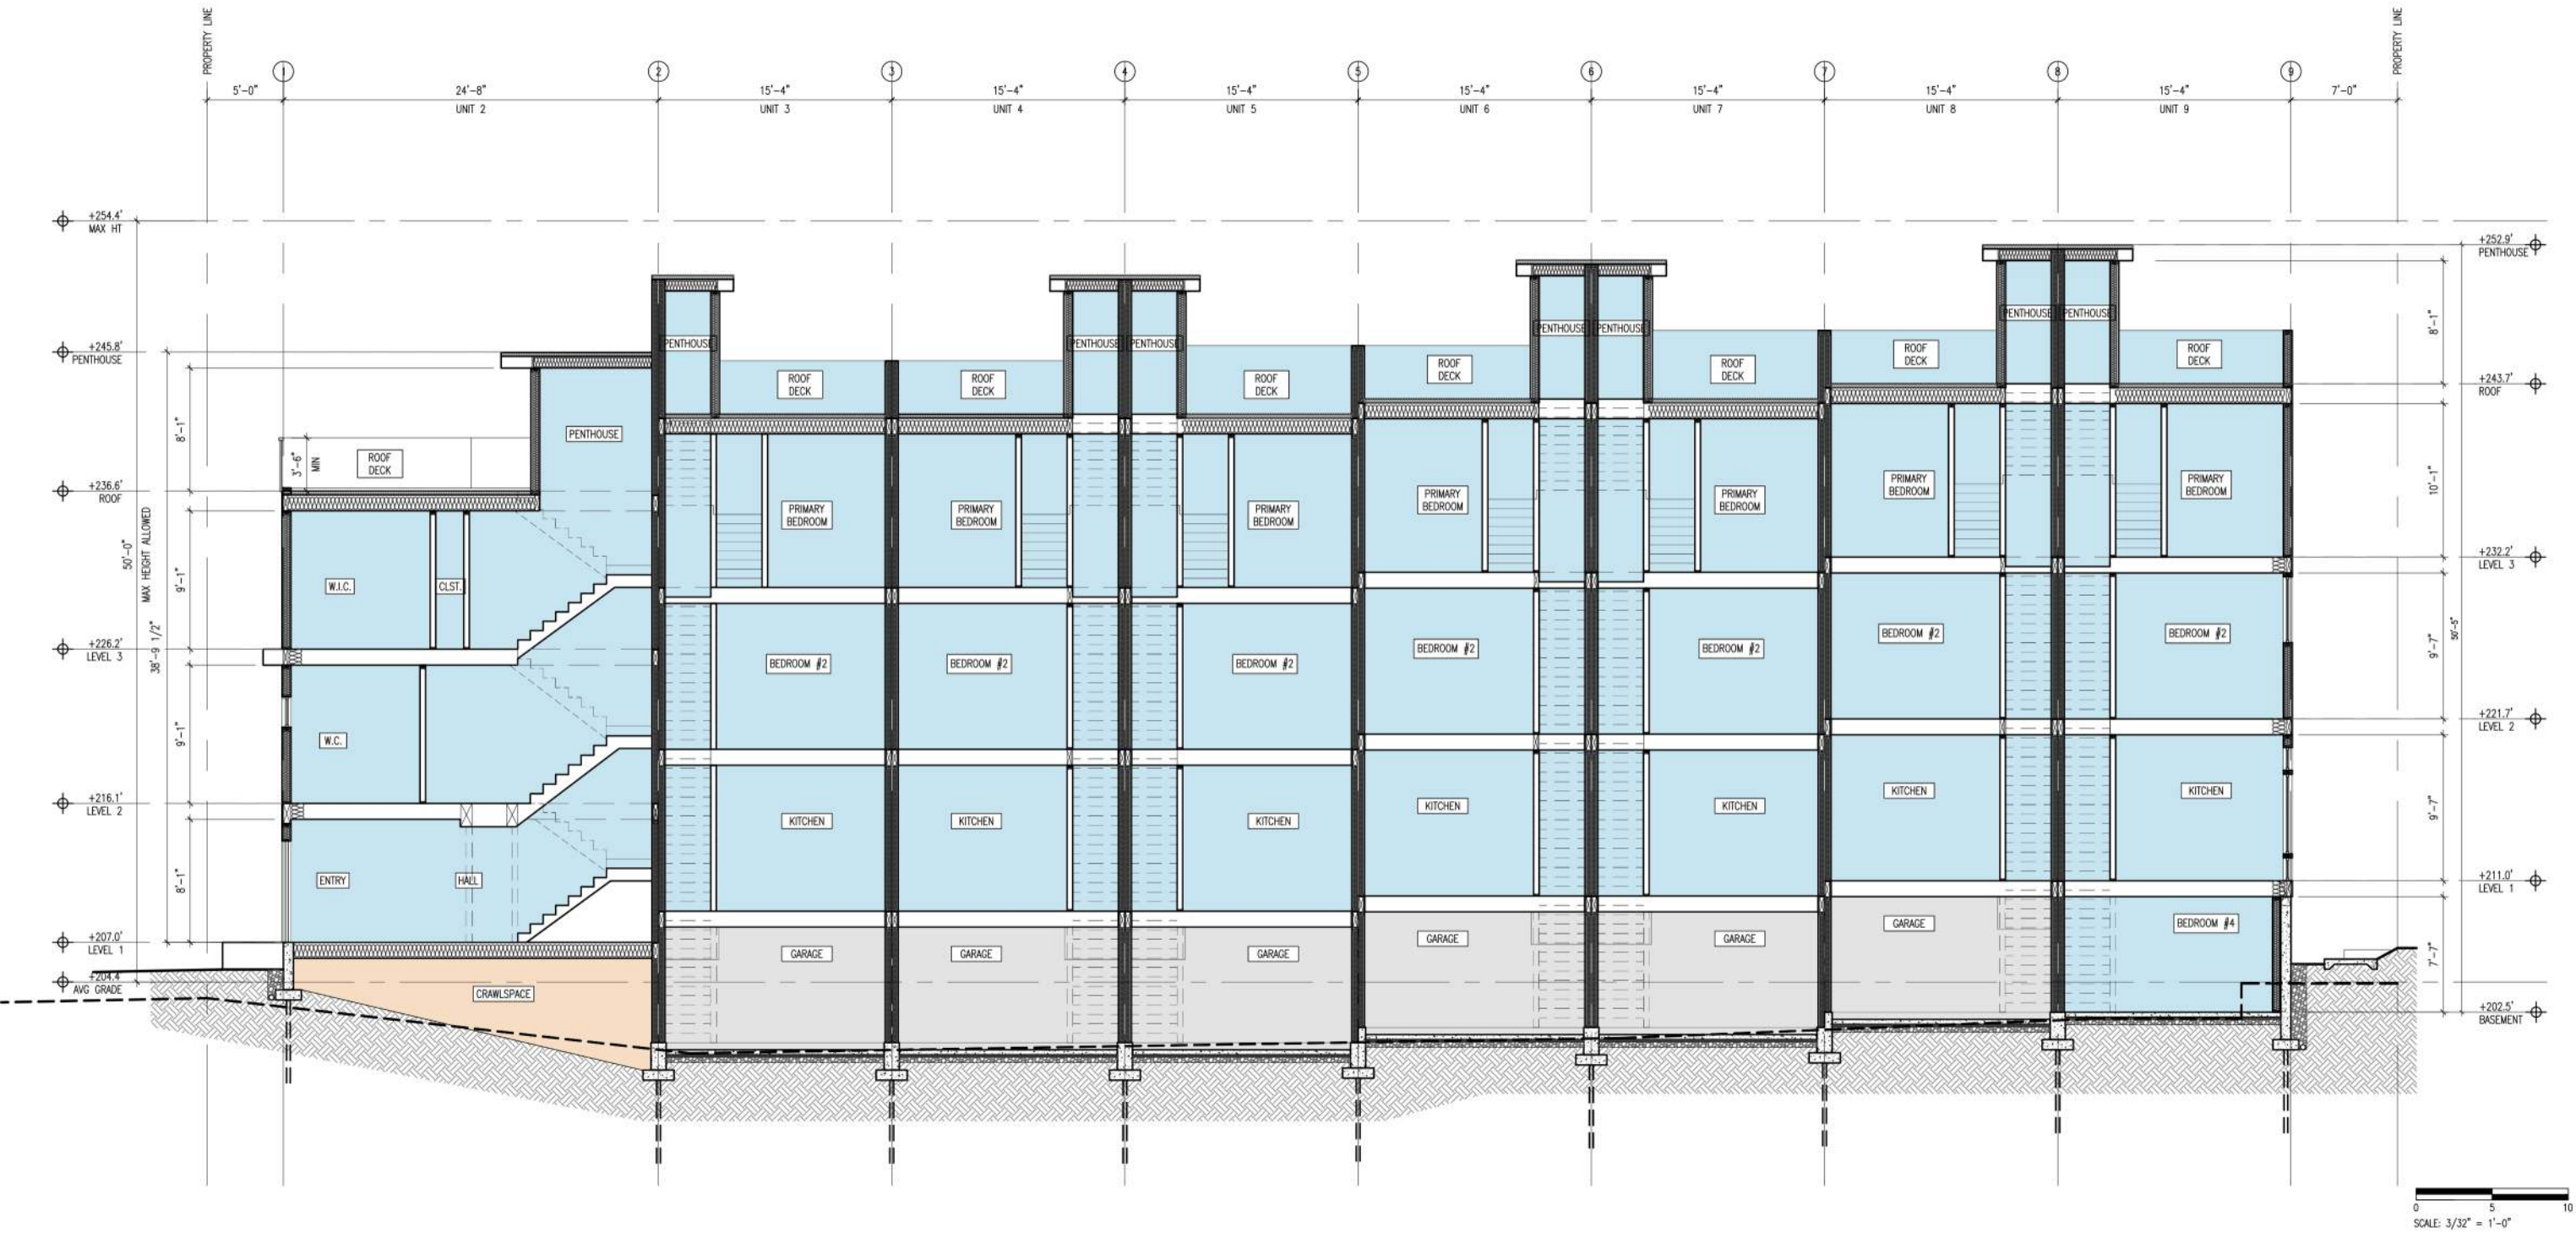 PROPERTY LINE
PROPERTY LINE
1
2
3
4
5
6
7
8
9
5'-0"
24'-8"
15'-4"
15'-4"
15'-4"
15'-4"
15'-4"
15'-4"
15'-4"
7'-0"
UNIT 2
UNIT 3
UNIT 4
UNIT 5
UNIT 6
UNIT 7
UNIT 8
UNIT 9
+254.4'
MAX HT
+245.8'
PENTHOUSE
+236.6'
ROOF
+226.2'
LEVEL 3
+216.1'
LEVEL 2
+207.0'
LEVEL 1
+204.4'
AVG GRADE
50'-0"
MAX HEIGHT ALLOWED
38'-9 1/2"
8'-1"
9'-1"
9'-1"
8'-1"
3'-6"
MIN
ROOF
DECK
PENTHOUSE
W.I.C.
CLST.
W.C.
ENTRY
HALL
CRAWLSPACE
PENTHOUSE
ROOF
DECK
PRIMARY
BEDROOM
BEDROOM #2
KITCHEN
GARAGE
ROOF
DECK
PENTHOUSE
PRIMARY
BEDROOM
BEDROOM #2
KITCHEN
GARAGE
PENTHOUSE
ROOF
DECK
PRIMARY
BEDROOM
BEDROOM #2
KITCHEN
GARAGE
ROOF
DECK
PENTHOUSE
PRIMARY
BEDROOM
BEDROOM #2
KITCHEN
GARAGE
PENTHOUSE
ROOF
DECK
PRIMARY
BEDROOM
BEDROOM #2
KITCHEN
GARAGE
ROOF
DECK
PENTHOUSE
PRIMARY
BEDROOM
BEDROOM #2
KITCHEN
GARAGE
PENTHOUSE
ROOF
DECK
PRIMARY
BEDROOM
BEDROOM #2
KITCHEN
BEDROOM #4
8'-1"
10'-1"
9'-7"
9'-7"
7'-7"
50'-5"
+252.9'
PENTHOUSE
+243.7'
ROOF
+232.2'
LEVEL 3
+221.7'
LEVEL 2
+211.0'
LEVEL 1
+202.5'
BASEMENT
0 5 10
SCALE: 3/32" = 1'-0"